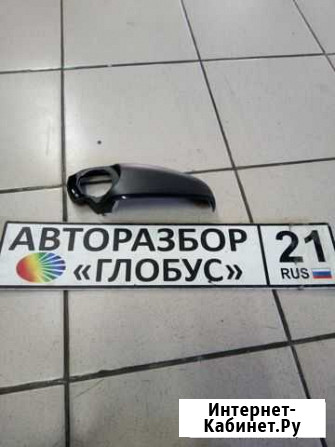 АВТОРАЗБОР
«ГЛОБУС»
21
RUS
Интернет-
Кабинет.Ру